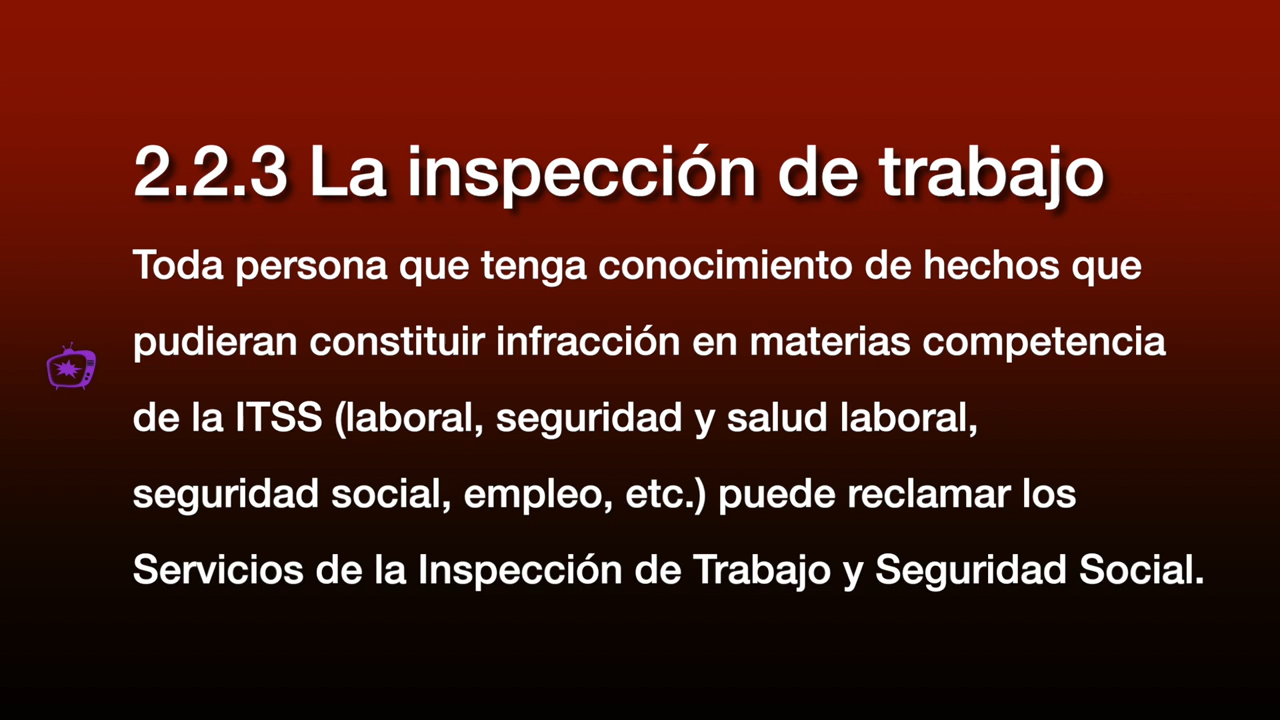 2.2.3 La inspección de trabajo
Toda persona que tenga conocimiento de hechos que
pudieran constituir infracción en materias competencia
de la ITSS (laboral, seguridad y salud laboral,
seguridad social, empleo, etc.) puede reclamar los
Servicios de la Inspección de Trabajo y Seguridad Social.